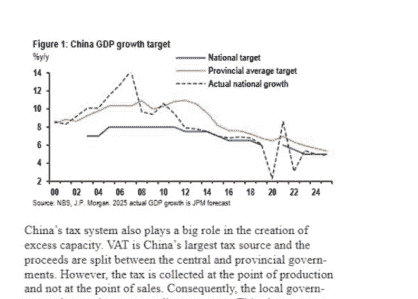 Figure 1: China GDP growth target
%y/y
National target
Provincial average target
Actual national growth
14
12
10
8
6
4
2
00 02 04 06 08 10 12 14 16 18 20 22 24
Source: NBS, J.P. Morgan. 2025 actual GDP growth is JPM forecast
China's tax system also plays a big role in the creation of
excess capacity. VAT is China's largest tax source and the
proceeds are split between the central and provincial govern-
ments. However, the tax is collected at the point of production
and not at the point of sales. Consequently, the local govern-